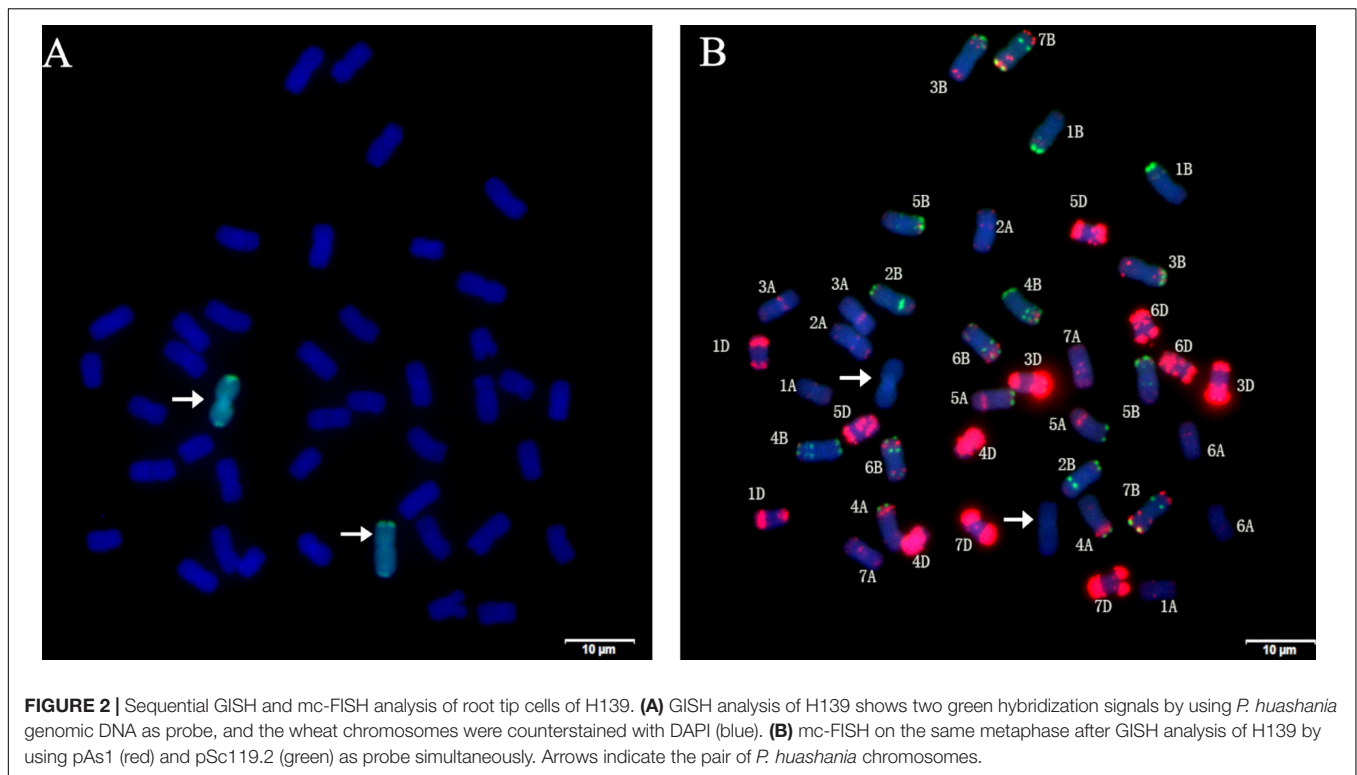 A
10 µm
B
7B
3B
1B
1B
5B
5D
2A
3B
2B
4B
3A
3A
6D
2A
7A
1D
6B
6D
3D
3D
1A
5A
5B
5D
5A
4B
4D
6A
6B
2B
1D
4A
7B
7D
6A
4A
7A
4D
7D
1A
10 µm
FIGURE 2 | Sequential GISH and mc-FISH analysis of root tip cells of H139. (A) GISH analysis of H139 shows two green hybridization signals by using P. huashania
genomic DNA as probe, and the wheat chromosomes were counterstained with DAPI (blue). (B) mc-FISH on the same metaphase after GISH analysis of H139 by
using pAs1 (red) and pSc119.2 (green) as probe simultaneously. Arrows indicate the pair of P. huashania chromosomes.